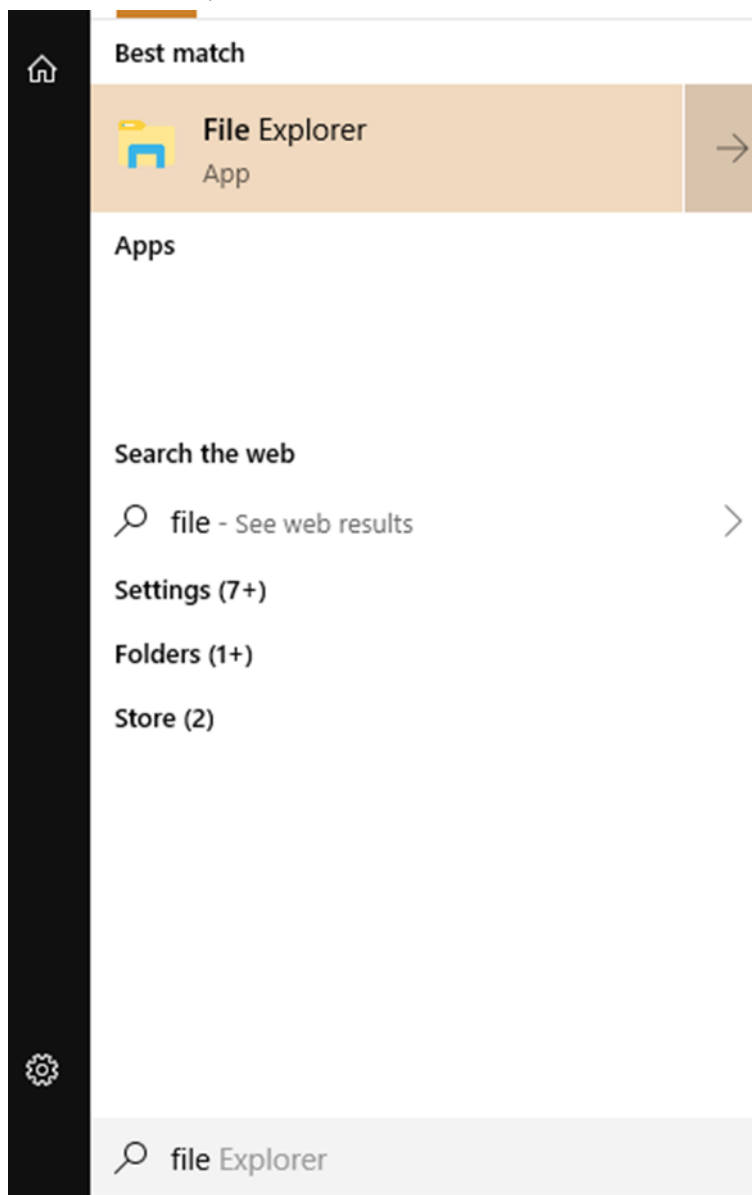 Best match
File Explorer
App
Apps
Search the web
file - See web results
Settings (7+)
Folders (1+)
Store (2)
file Explorer